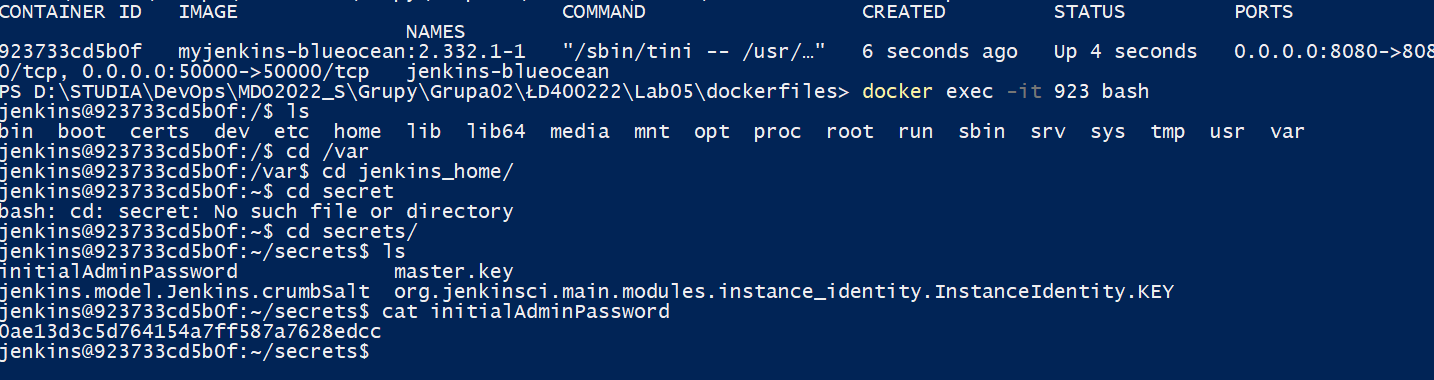 CONTAINER ID   IMAGE                           COMMAND                  CREATED         STATUS         PORTS
                                  NAMES
923733cd5b0f   myjenkins-blueocean:2.332.1-1   "/sbin/tini -- /usr/…"   6 seconds ago   Up 4 seconds   0.0.0.0:8080->808
0/tcp, 0.0.0.0:50000->50000/tcp   jenkins-blueocean
PS D:\STUDIA\DevOps\MDO2022_S\Grupy\Grupa02\ŁD400222\Lab05\dockerfiles> docker exec -it 923 bash
jenkins@923733cd5b0f:/$ ls
bin  boot  certs  dev  etc  home  lib  lib64  media  mnt  opt  proc  root  run  sbin  srv  sys  tmp  usr  var
jenkins@923733cd5b0f:/$ cd /var
jenkins@923733cd5b0f:/var$ cd jenkins_home/
jenkins@923733cd5b0f:~$ cd secret
bash: cd: secret: No such file or directory
jenkins@923733cd5b0f:~$ cd secrets/
jenkins@923733cd5b0f:~/secrets$ ls
initialAdminPassword             master.key
jenkins.model.Jenkins.crumbSalt  org.jenkinsci.main.modules.instance_identity.InstanceIdentity.KEY
jenkins@923733cd5b0f:~/secrets$ cat initialAdminPassword
0ae13d3c5d764154a7ff587a7628edcc
jenkins@923733cd5b0f:~/secrets$